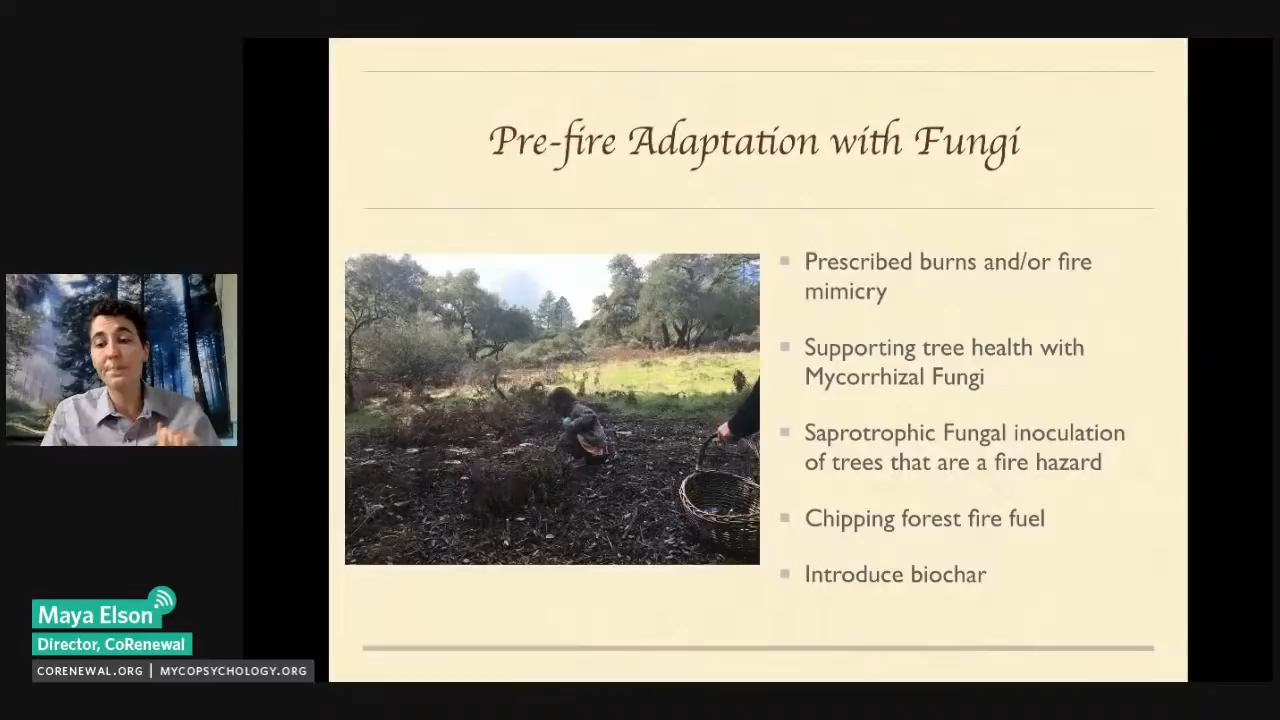 Pre-fire Adaptation with Fungi
Prescribed burns and/or fire
mimicry
Supporting tree health with
Mycorrhizal Fungi
Saprotrophic Fungal inoculation
of trees that are a fire hazard
Chipping forest fire fuel
Introduce biochar
Maya Elson
Director, CoRenewal
CORENEWAL.ORG | MYCOPSYCHOLOGY.ORG